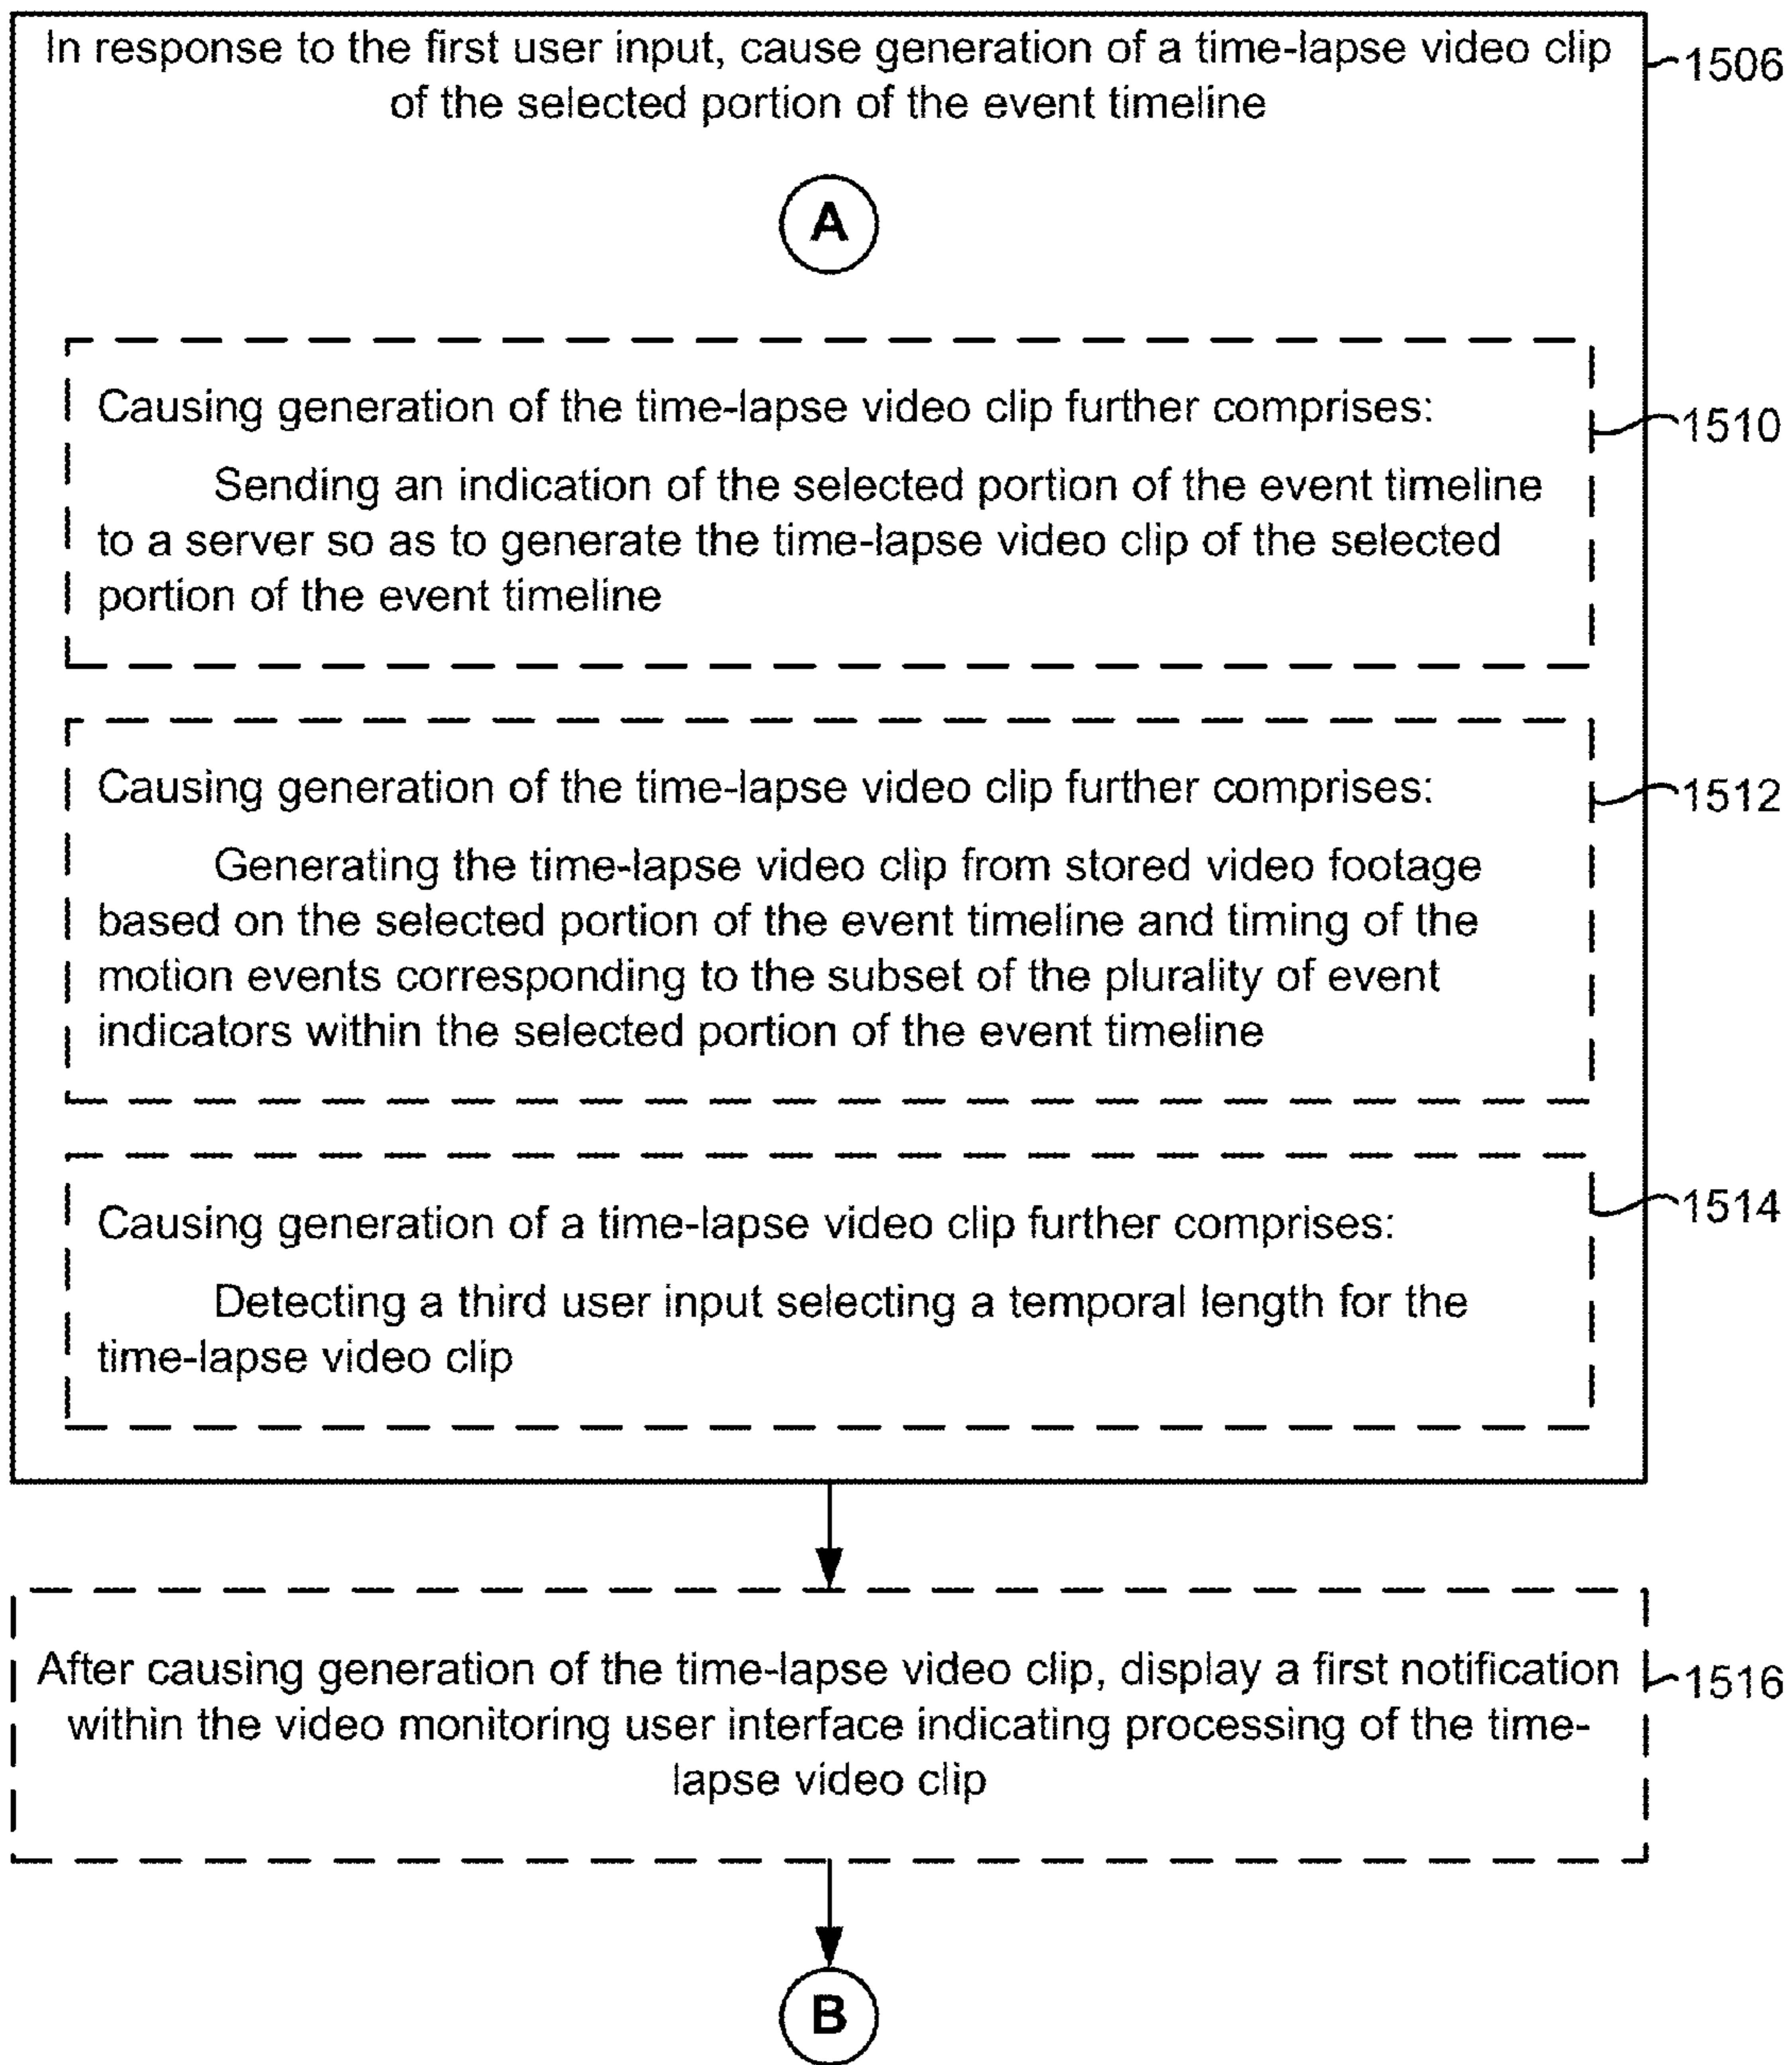 In response to the first user input, cause generation of a time-lapse video clip
of the selected portion of the event timeline
1506
A
Causing generation of the time-lapse video clip further comprises:
1510
Sending an indication of the selected portion of the event timeline
to a server so as to generate the time-lapse video clip of the selected
portion of the event timeline
Causing generation of the time-lapse video clip further comprises:
1512
Generating the time-lapse video clip from stored video footage
based on the selected portion of the event timeline and timing of the
motion events corresponding to the subset of the plurality of event
indicators within the selected portion of the event timeline
Causing generation of a time-lapse video clip further comprises:
1514
Detecting a third user input selecting a temporal length for the
time-lapse video clip
After causing generation of the time-lapse video clip, display a first notification
1516
within the video monitoring user interface indicating processing of the time-
lapse video clip
B